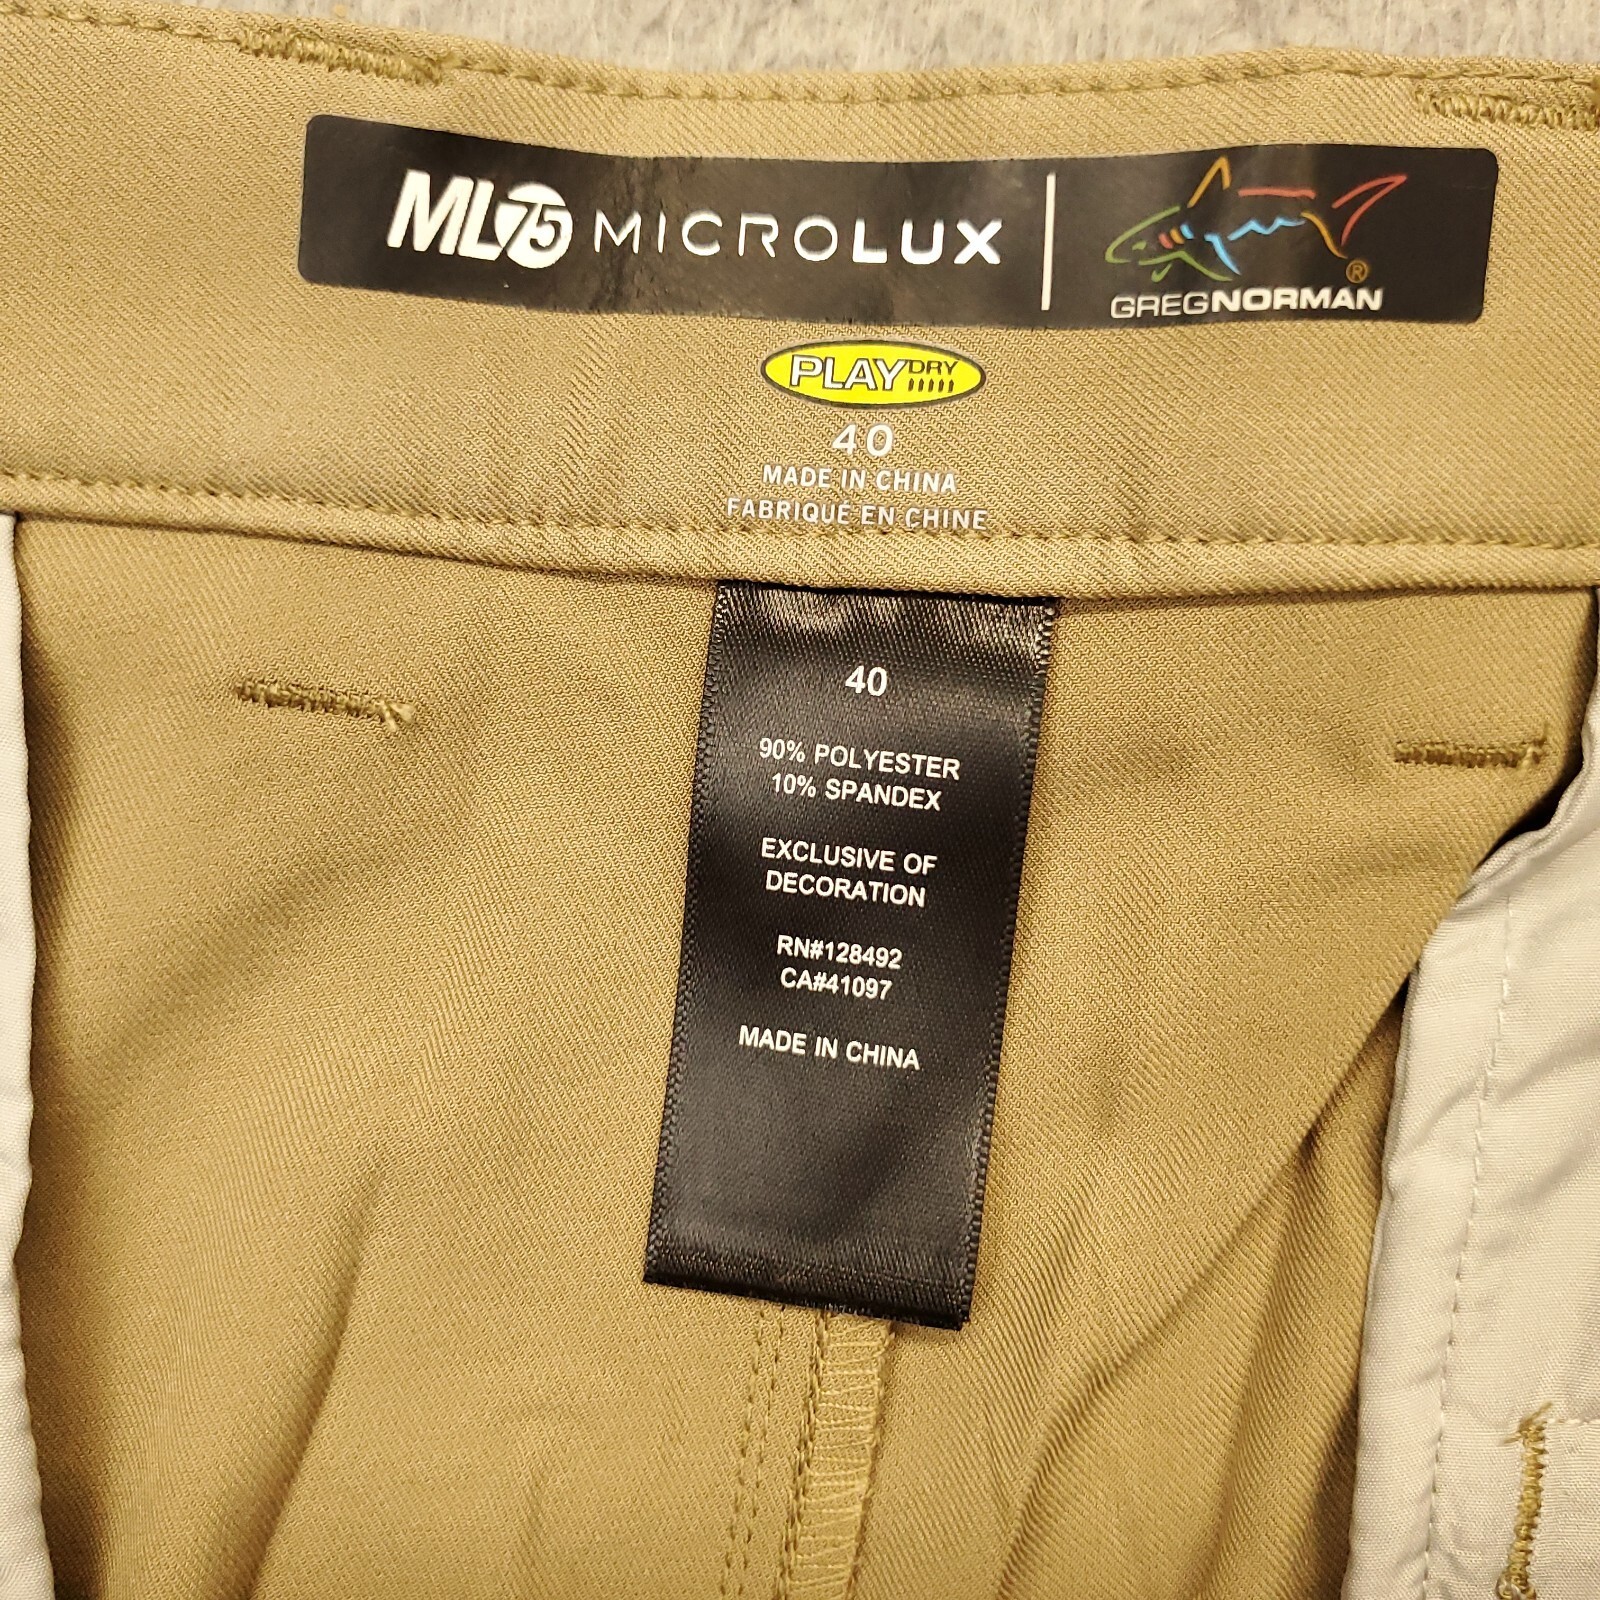 ML75 MICROLUX
®
GREGNORMAN
PLAYDRY
40
MADE IN CHINA
FABRIQUÉ EN CHINE
40
90% POLYESTER
10% SPANDEX
EXCLUSIVE OF
DECORATION
RN#128492
CA#41097
MADE IN CHINA